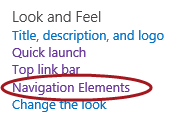 Look and Feel
Title, description, and logo
Quick launch
Top link bar
Navigation Elements
Change the look